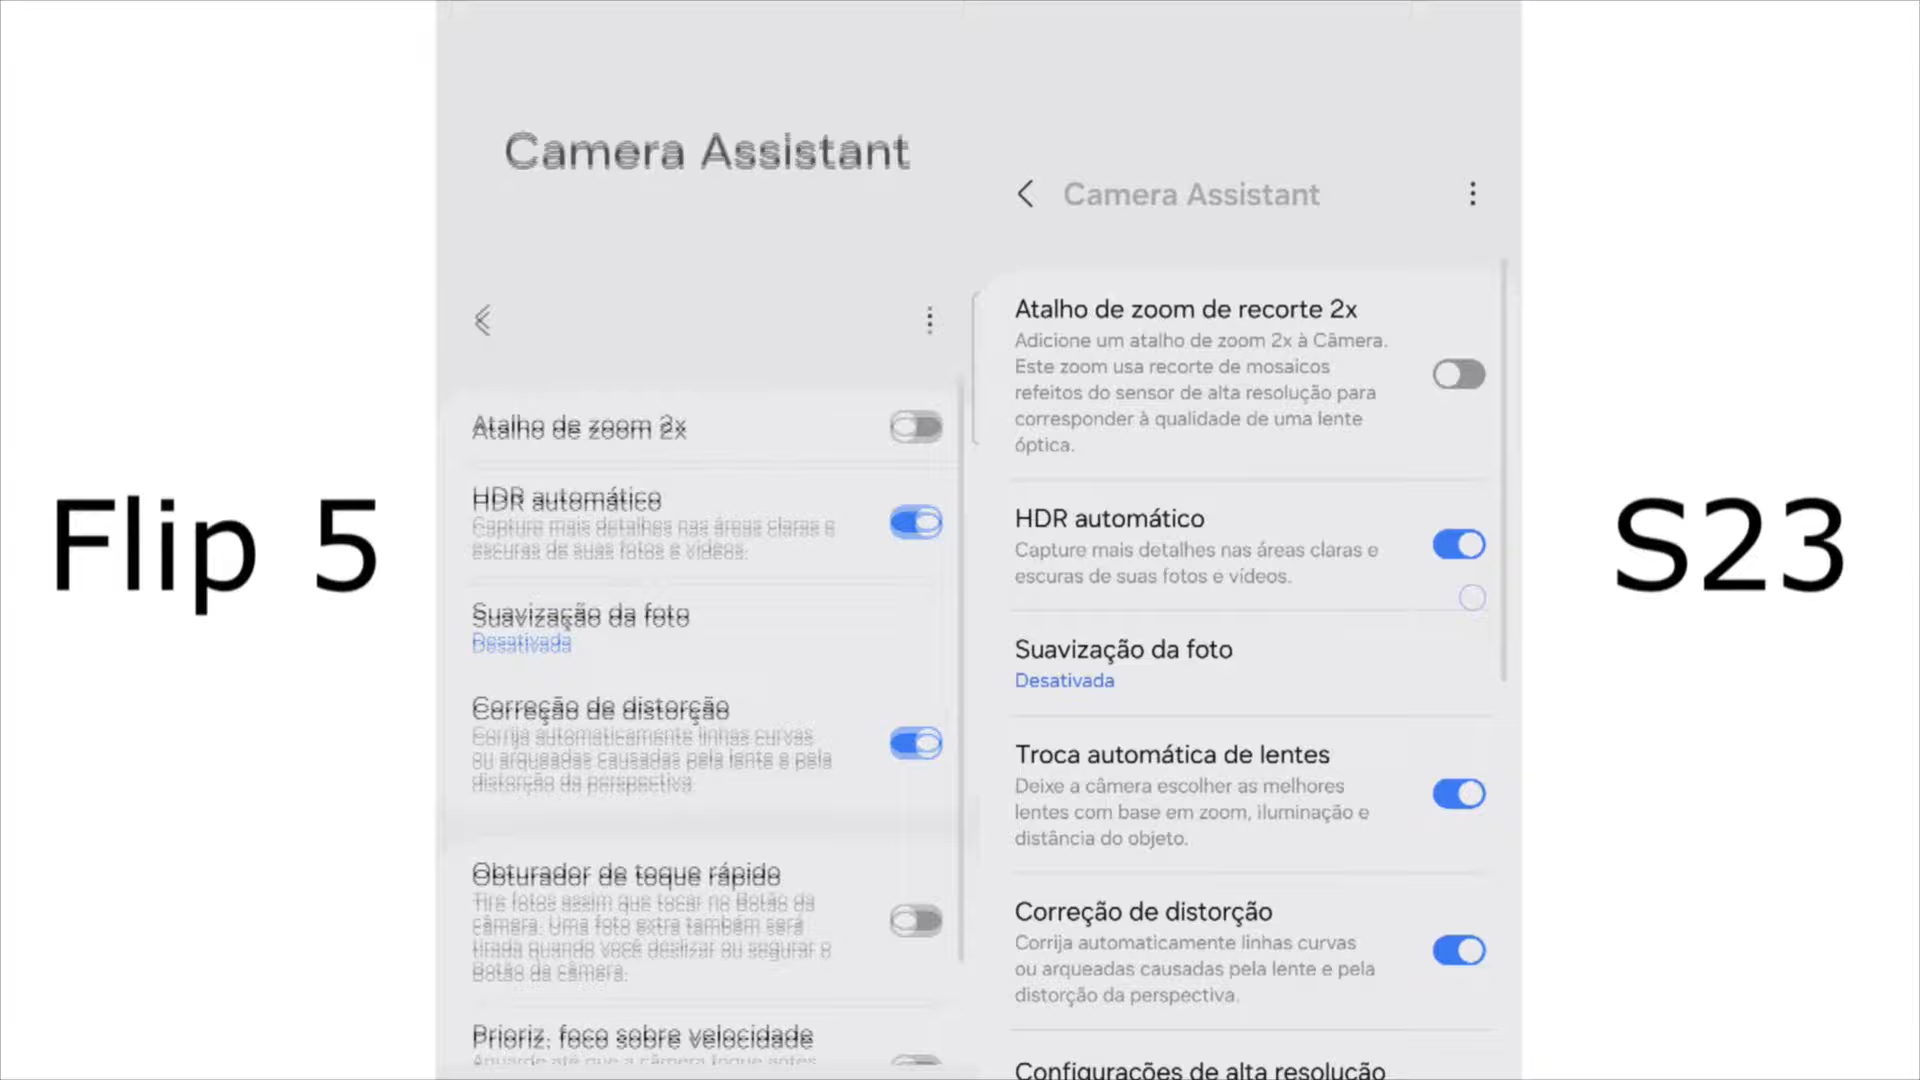 Flip 5
Camera Assistant
Atalho de zoom 2x
HDR automático
Capture mais detalhes nas áreas claras e
escuras de suas fotos e vídeos.
Suavização da foto
Desativada
Correção de distorção
Corrija automaticamente linhas curvas
ou arqueadas causadas pela lente e pela
distorção da perspectiva.
Obturador de toque rápido
Tire fotos assim que tocar no Botão da
câmera. Uma foto extra também será
tirada quando você deslizar ou segurar o
Botão da câmera.
Prioriz. foco sobre velocidade
Aguarde até que a câmera foque antes
Camera Assistant
Atalho de zoom de recorte 2x
Adicione um atalho de zoom 2x à Câmera.
Este zoom usa recorte de mosaicos
refeitos do sensor de alta resolução para
corresponder à qualidade de uma lente
óptica.
HDR automático
Capture mais detalhes nas áreas claras e
escuras de suas fotos e vídeos.
Suavização da foto
Desativada
Troca automática de lentes
Deixe a câmera escolher as melhores
lentes com base em zoom, iluminação e
distância do objeto.
Correção de distorção
Corrija automaticamente linhas curvas
ou arqueadas causadas pela lente e pela
distorção da perspectiva.
Configurações de alta resolução
S23